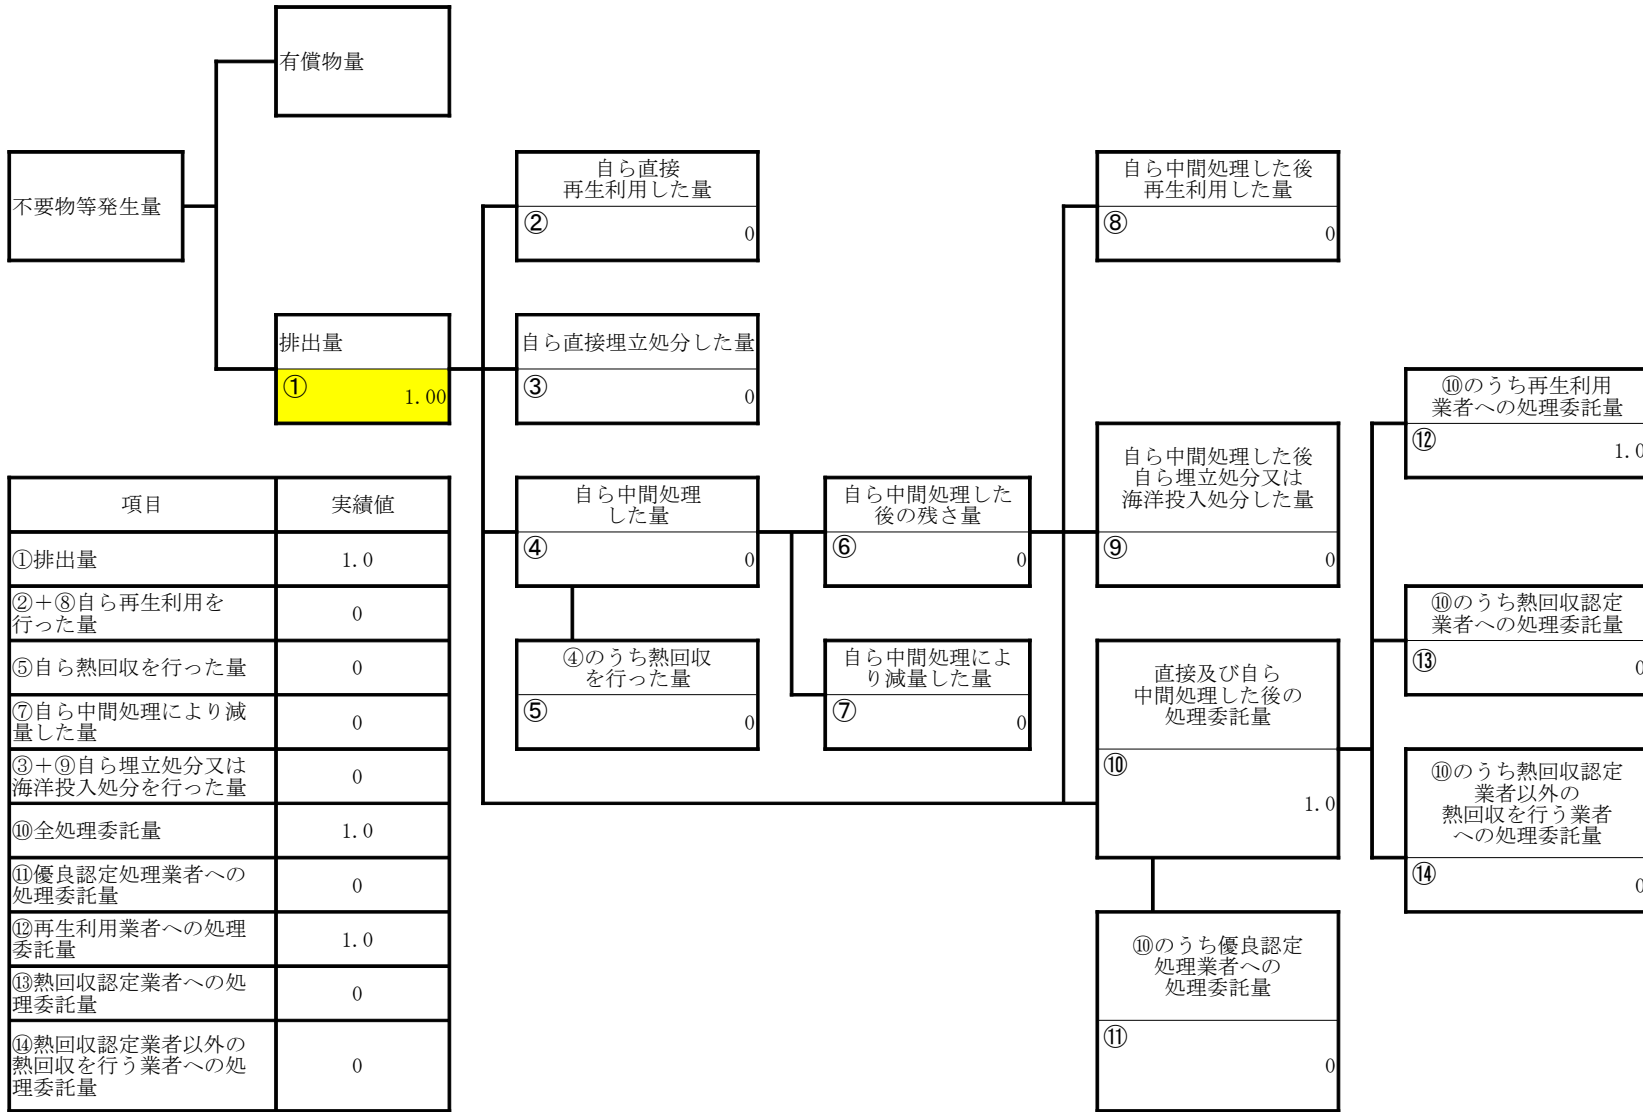 有償物量
不要物等発生量
自ら直接
再生利用した量
②
0
自ら中間処理した後
再生利用した量
⑧
0
排出量
①
1.00
自ら直接埋立処分した量
③
0
⑩のうち再生利用
業者への処理委託量
⑫
1.0
自ら中間処理
した量
④
0
自ら中間処理した
後の残さ量
⑥
0
自ら中間処理した後
自ら埋立処分又は
海洋投入処分した量
⑨
0
⑩のうち熱回収認定
業者への処理委託量
⑬
0
④のうち熱回収
を行った量
⑤
0
自ら中間処理によ
り減量した量
⑦
0
直接及び自ら
中間処理した後の
処理委託量
⑩
1.0
⑩のうち熱回収認定
業者以外の
熱回収を行う業者
への処理委託量
⑭
0
⑩のうち優良認定
処理業者への
処理委託量
⑪
0
項目 実績値
①排出量 1.0
②＋⑧自ら再生利用を
行った量 0
⑤自ら熱回収を行った量 0
⑦自ら中間処理により減
量した量 0
③＋⑨自ら埋立処分又は
海洋投入処分を行った量 0
⑩全処理委託量 1.0
⑪優良認定処理業者への
処理委託量 0
⑫再生利用業者への処理
委託量 1.0
⑬熱回収認定業者への処
理委託量 0
⑭熱回収認定業者以外の
熱回収を行う業者への処
理委託量 0